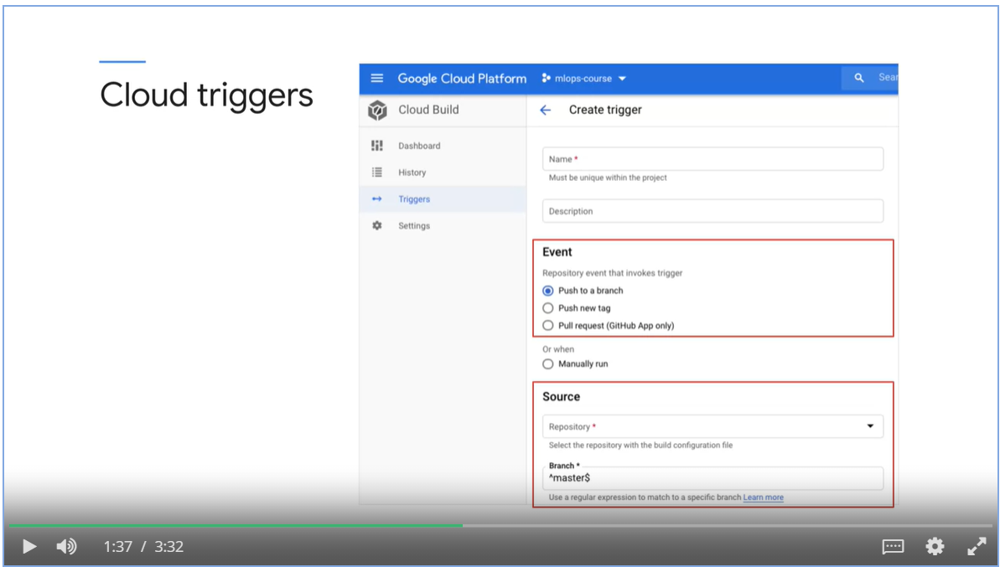 Cloud triggers
Google Cloud Platform
mlops-course
Sear
Cloud Build
Create trigger
Dashboard
History
Triggers
Settings
Name *
Must be unique within the project
Description
Event
Repository event that invokes trigger
Push to a branch
Push new tag
Pull request (GitHub App only)
Or when
Manually run
Source
Repository *
Select the repository with the build configuration file
Branch *
^master$
Use a regular expression to match to a specific branch Learn more
1:37 / 3:32